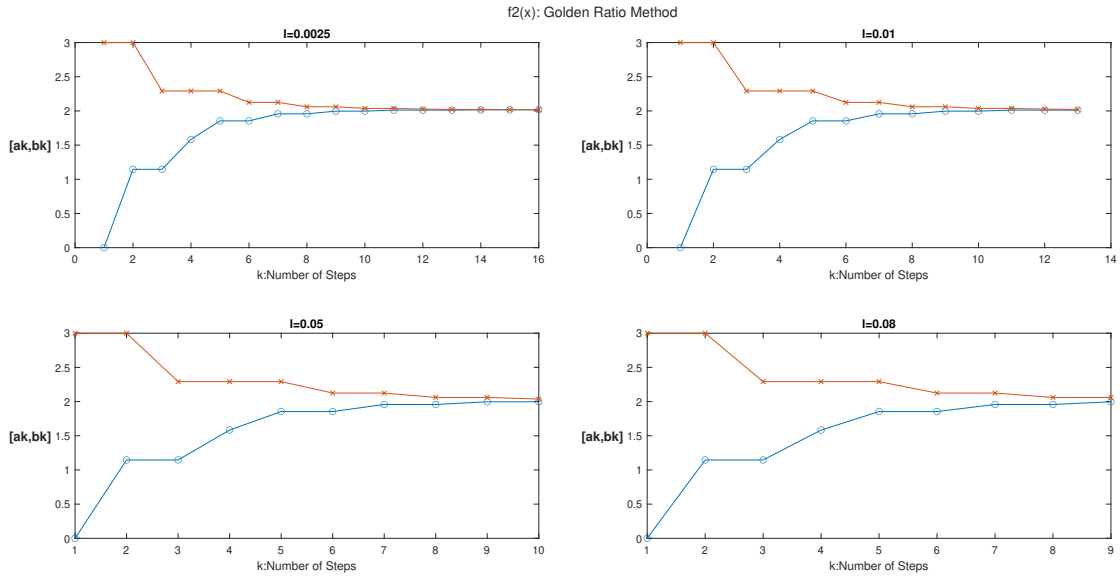 f2(x): Golden Ratio Method
l=0.0025
3
2.5
2
1.5
1
0.5
0
[ak,bk]
0 2 4 6 8 10 12 14 16
k:Number of Steps
l=0.01
3
2.5
2
1.5
1
0.5
0
[ak,bk]
0 2 4 6 8 10 12 14
k:Number of Steps
l=0.05
3
2.5
2
1.5
1
0.5
0
[ak,bk]
1 2 3 4 5 6 7 8 9 10
k:Number of Steps
l=0.08
3
2.5
2
1.5
1
0.5
0
[ak,bk]
1 2 3 4 5 6 7 8 9
k:Number of Steps